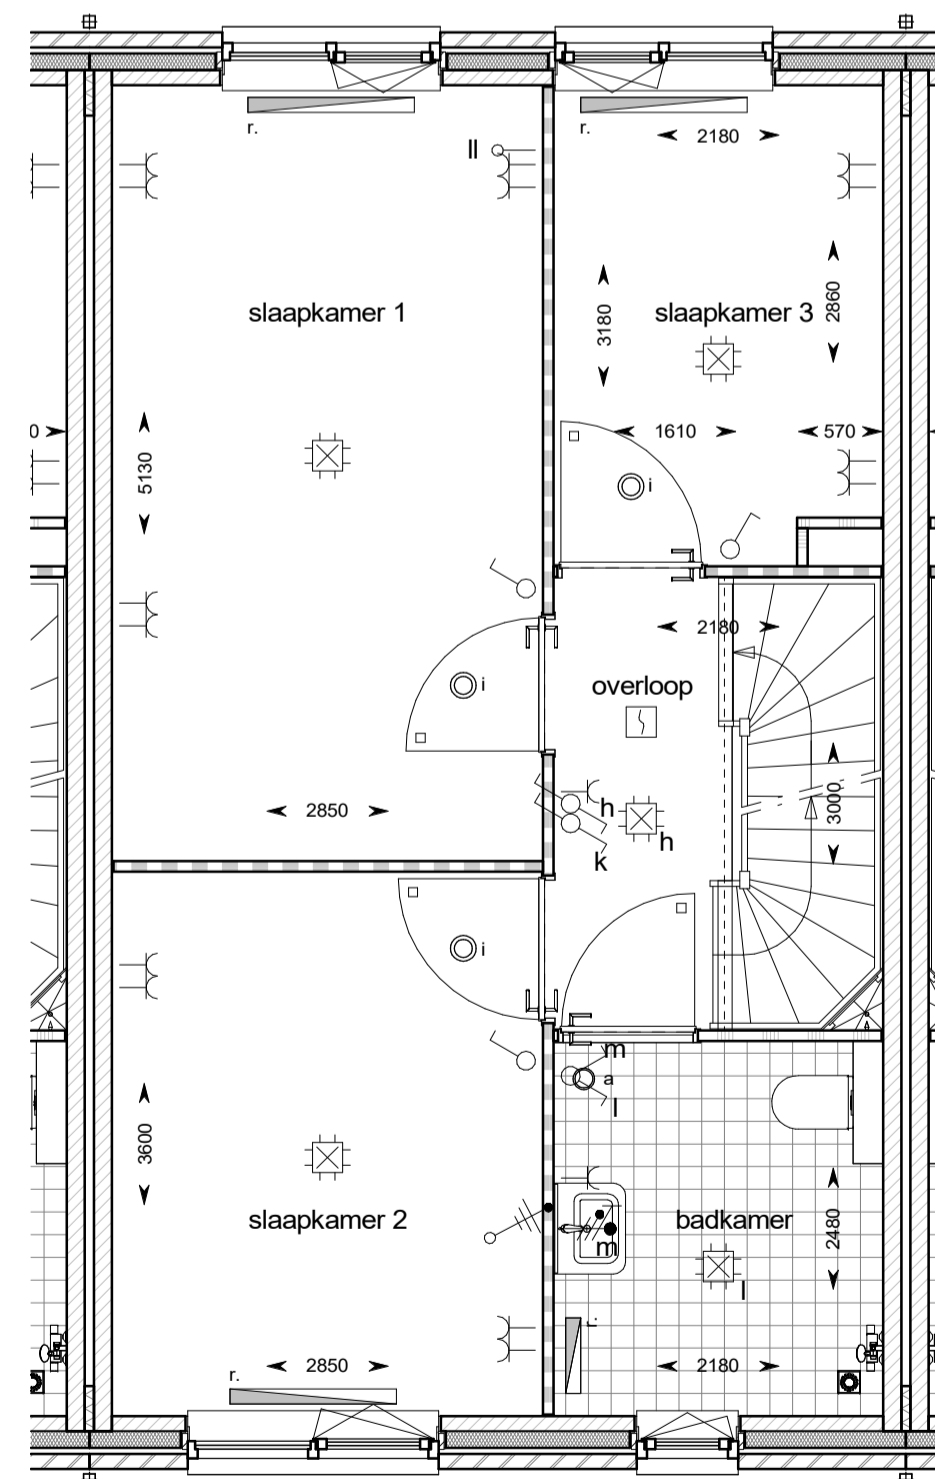 r.
r.
ll
2180
slaapkamer 1
3180
slaapkamer 3
2860
0
5130
1610
570
i
i
2180
overloop
2850
h
h
k
3000
i
m
a
l
3600
slaapkamer 2
badkamer
2480
m
l
r.
2850
2180
r.